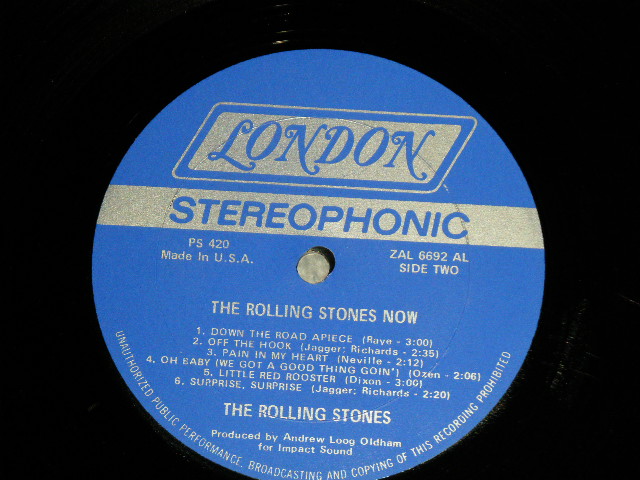 LONDON
STEREOPHONIC
PS 420
Made In U.S.A.
ZAL 6692 AL
SIDE TWO
THE ROLLING STONES NOW
1. DOWN THE ROAD APIECE (Raye - 3:00)
2. OFF THE HOOK (Jagger; Richards - 2:35)
3. PAIN IN MY HEART (Neville - 2:12)
4. OH BABY (WE GOT A GOOD THING GOIN') (Ozen - 2:06)
5. LITTLE RED ROOSTER (Dixon - 3:00)
6. SURPRISE, SURPRISE (Jagger; Richards - 2:20)
THE ROLLING STONES
Produced by Andrew Loog Oldham
for Impact Sound
UNAUTHORIZED PUBLIC PERFORMANCE, BROADCASTING AND COPYING OF THIS RECORDING PROHIBITED